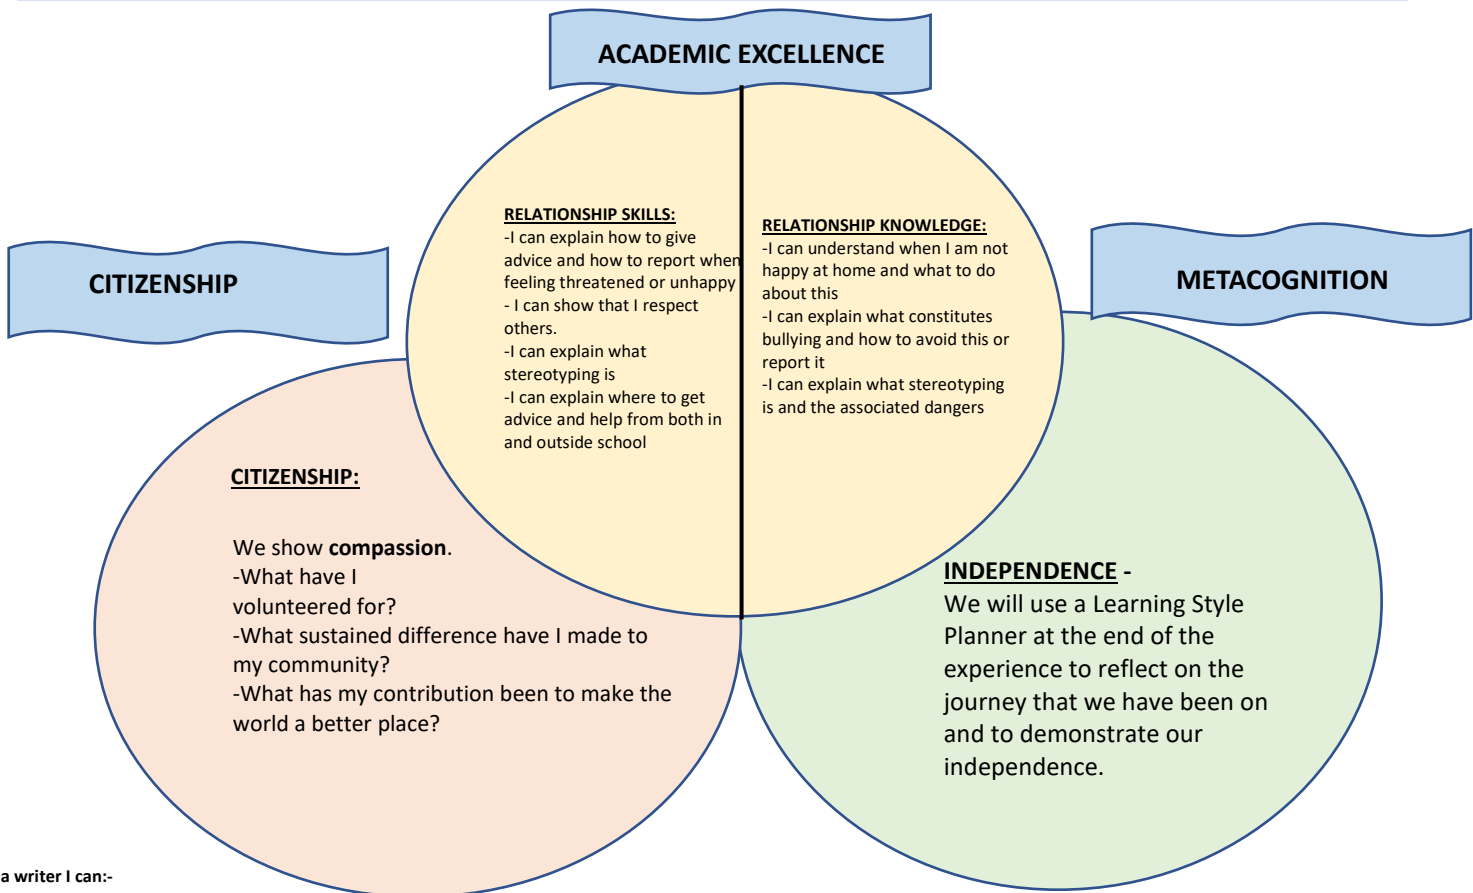 ACADEMIC EXCELLENCE
CITIZENSHIP
METACOGNITION
RELATIONSHIP SKILLS:
-I can explain how to give
advice and how to report when
feeling threatened or unhappy
- I can show that I respect
others.
-I can explain what
stereotyping is
-I can explain where to get
advice and help from both in
and outside school
RELATIONSHIP KNOWLEDGE:
-I can understand when I am not
happy at home and what to do
about this
-I can explain what constitutes
bullying and how to avoid this or
report it
-I can explain what stereotyping
is and the associated dangers
CITIZENSHIP:
We show compassion.
-What have I
volunteered for?
-What sustained difference have I made to
my community?
-What has my contribution been to make the
world a better place?
INDEPENDENCE -
We will use a Learning Style
Planner at the end of the
experience to reflect on the
journey that we have been on
and to demonstrate our
independence.
a writer I can:-